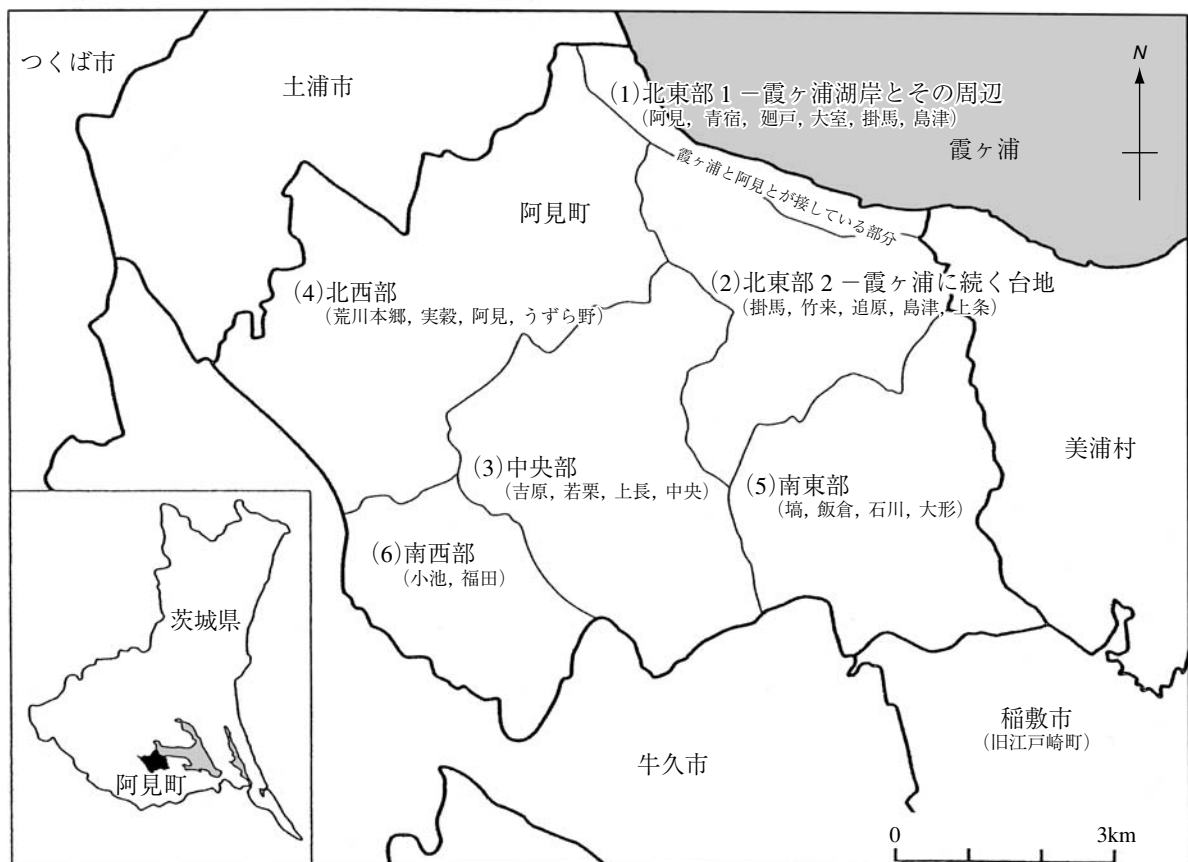 つくば市
土浦市
N
(1)北東部1－霞ヶ浦湖岸とその周辺
(阿見, 青宿, 廻戸, 大室, 掛馬, 島津)
霞ヶ浦
霞ヶ浦と阿見とが接している部分
阿見町
(2)北東部2－霞ヶ浦に続く台地
(掛馬, 竹来, 追原, 島津, 上条)
(4)北西部
(荒川本郷, 実穀, 阿見, うずら野)
美浦村
(3)中央部
(吉原, 若栗, 上長, 中央)
(5)南東部
(塙, 飯倉, 石川, 大形)
(6)南西部
(小池, 福田)
茨城県
阿見町
稲敷市
(旧江戸崎町)
牛久市
0 3km